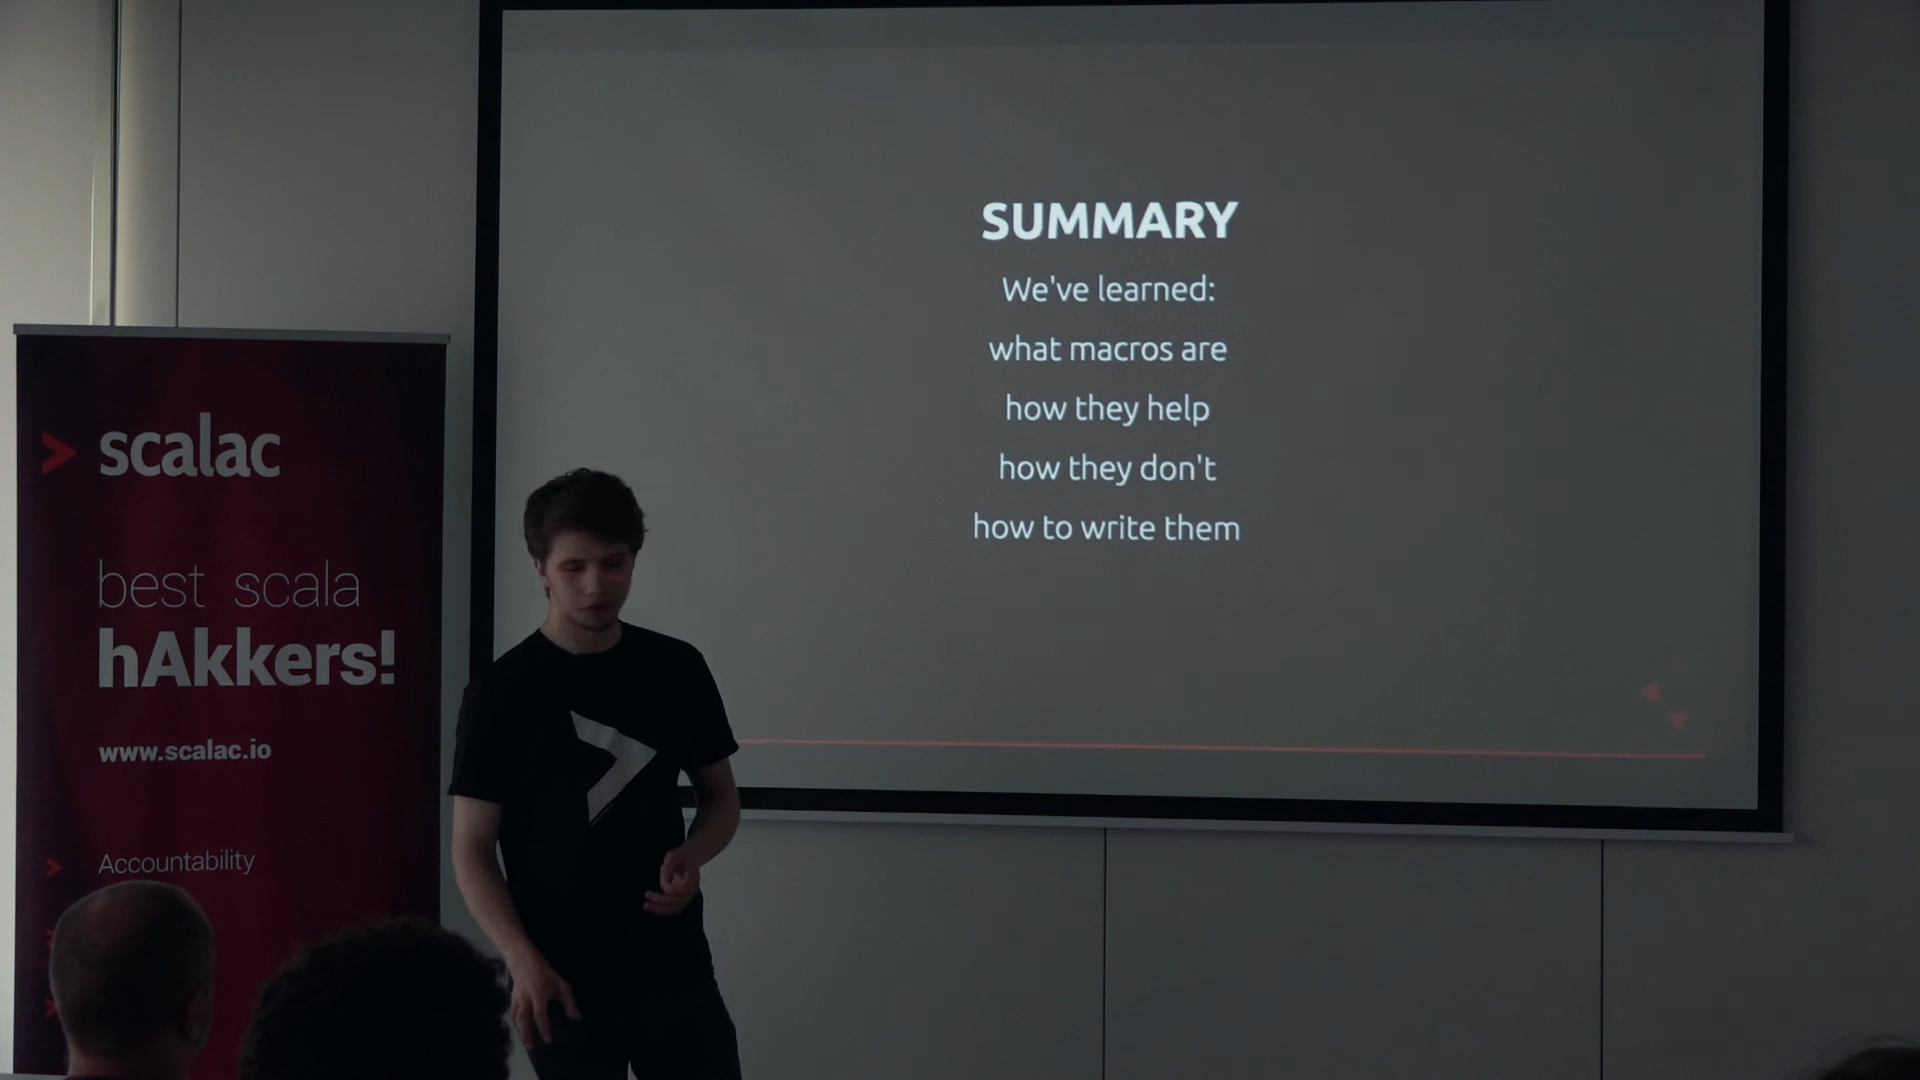 SUMMARY
We've learned:
what macros are
how they help
how they don't
how to write them
scalac
best scala
hAkkers!
www.scalac.io
Accountability